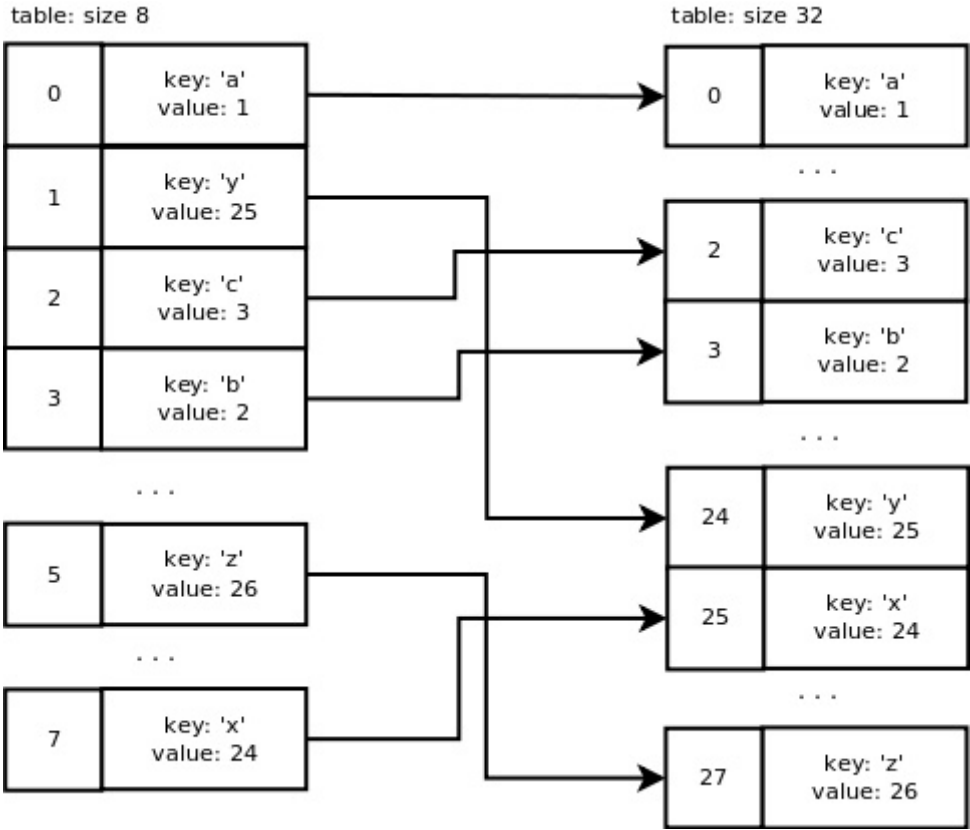 table: size 8
0
key: 'a'
value: 1
1
key: 'y'
value: 25
2
key: 'c'
value: 3
3
key: 'b'
value: 2
. . .
5
key: 'z'
value: 26
. . .
7
key: 'x'
value: 24
table: size 32
0
key: 'a'
value: 1
. . .
2
key: 'c'
value: 3
3
key: 'b'
value: 2
. . .
24
key: 'y'
value: 25
25
key: 'x'
value: 24
. . .
27
key: 'z'
value: 26